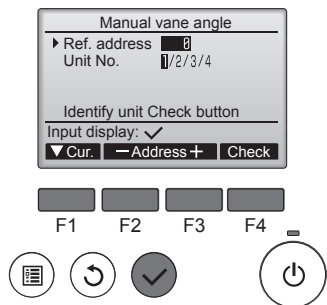 Manual vane angle
Ref. address 0
Unit No. 1/2/3/4
Identify unit Check button
Input display: ✓
▼Cur. −Address+ Check
F1 F2 F3 F4